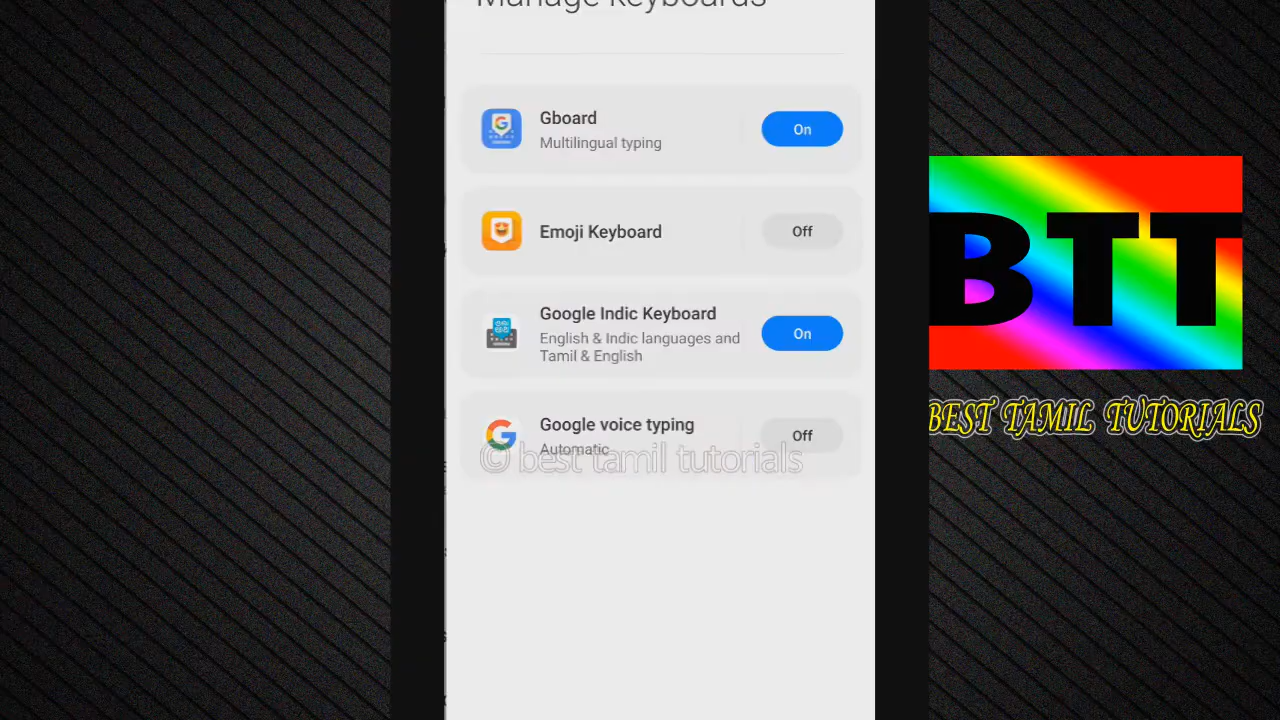 Manage keyboards
Gboard
Multilingual typing
On
Emoji Keyboard
Off
Google Indic Keyboard
English & Indic languages and
Tamil & English
On
Google voice typing
Automatic
Off
© best tamil tutorials
BTT
BEST TAMIL TUTORIALS